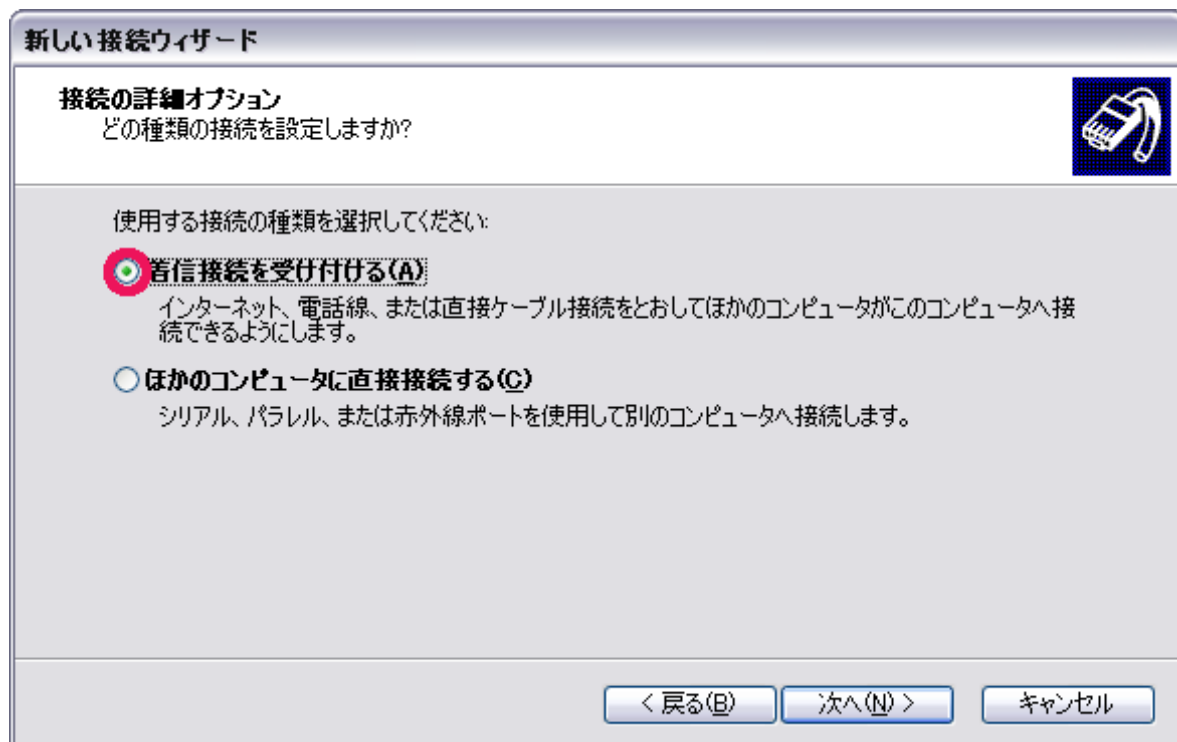 新しい接続ウィザード
接続の詳細オプション
どの種類の接続を設定しますか?
使用する接続の種類を選択してください:
着信接続を受け付ける(A)
インターネット、電話線、または直接ケーブル接続をとおしてほかのコンピュータがこのコンピュータへ接
続できるようにします。
ほかのコンピュータに直接接続する(C)
シリアル、パラレル、または赤外線ポートを使用して別のコンピュータへ接続します。
< 戻る(B) 次へ(N) > キャンセル